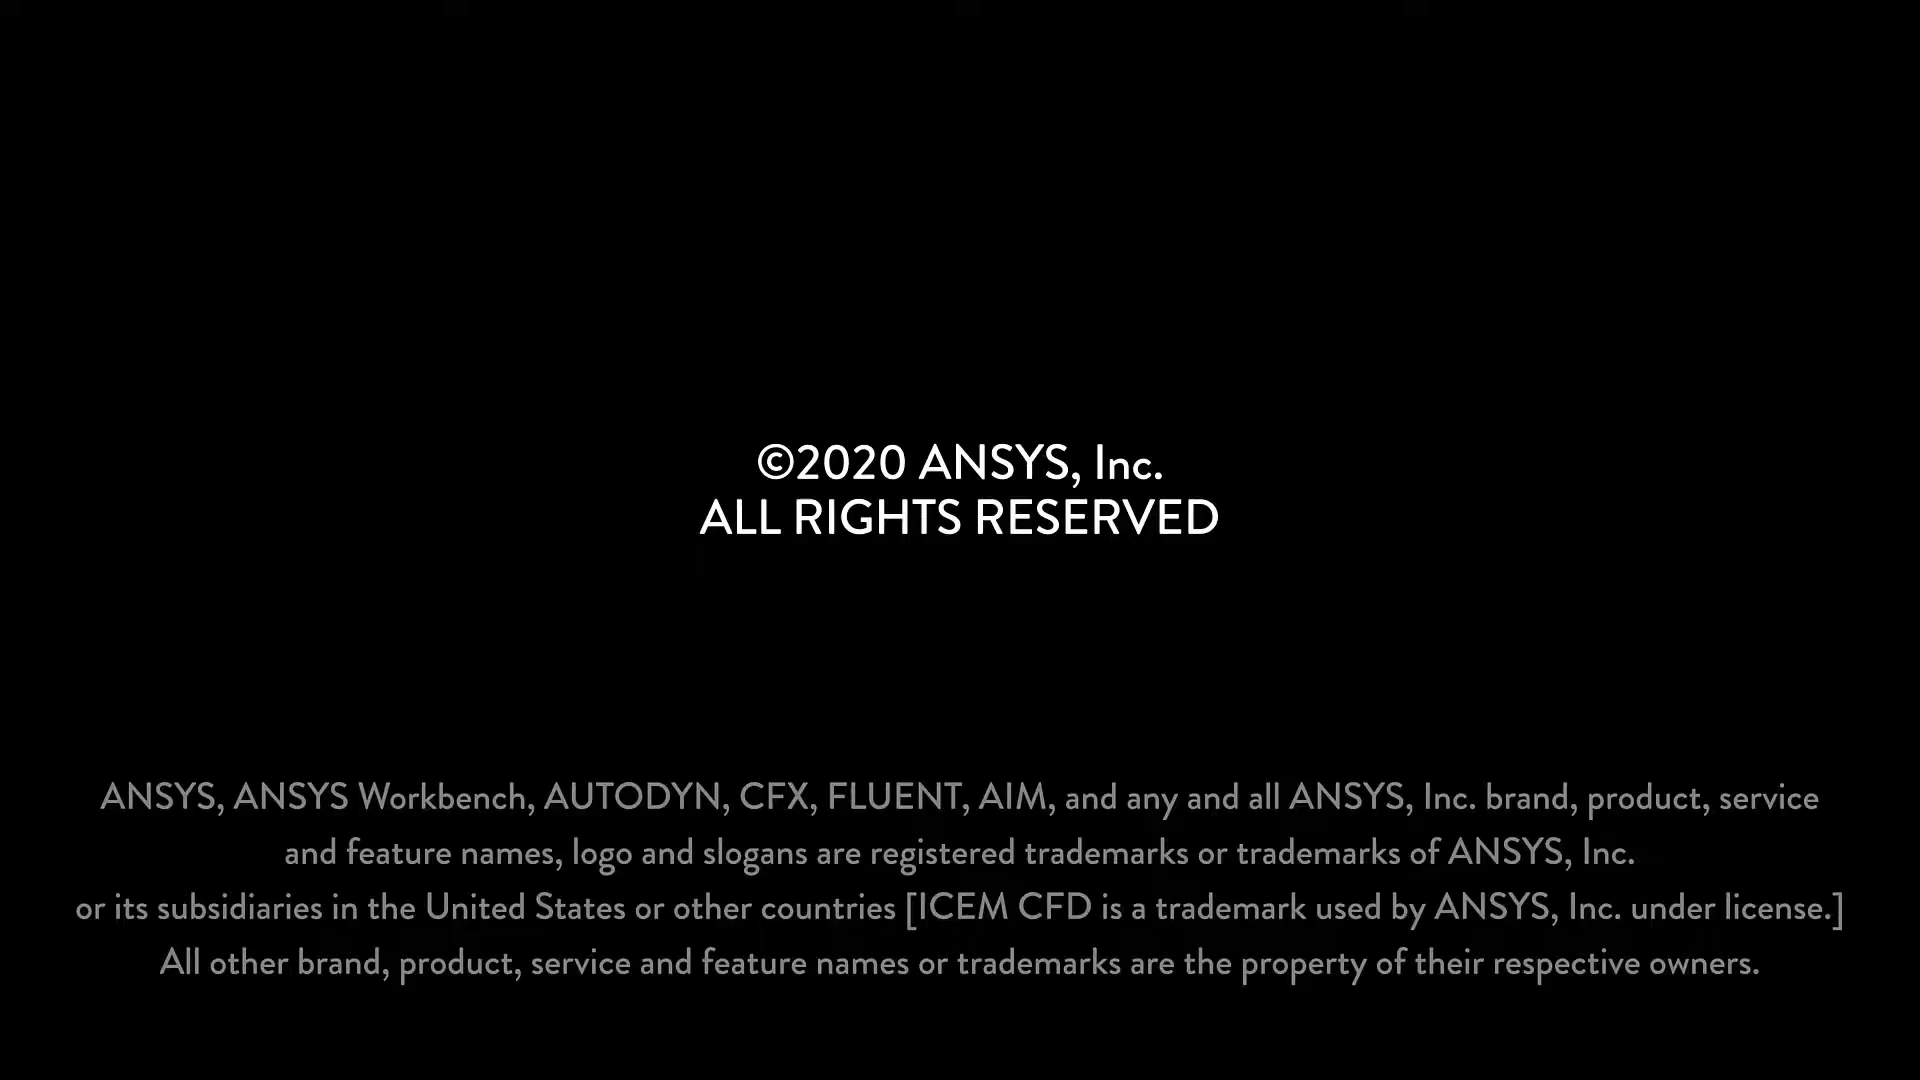 ©2020 ANSYS, Inc.
ALL RIGHTS RESERVED
ANSYS, ANSYS Workbench, AUTODYN, CFX, FLUENT, AIM, and any and all ANSYS, Inc. brand, product, service
and feature names, logo and slogans are registered trademarks or trademarks of ANSYS, Inc.
or its subsidiaries in the United States or other countries [ICEM CFD is a trademark used by ANSYS, Inc. under license.]
All other brand, product, service and feature names or trademarks are the property of their respective owners.